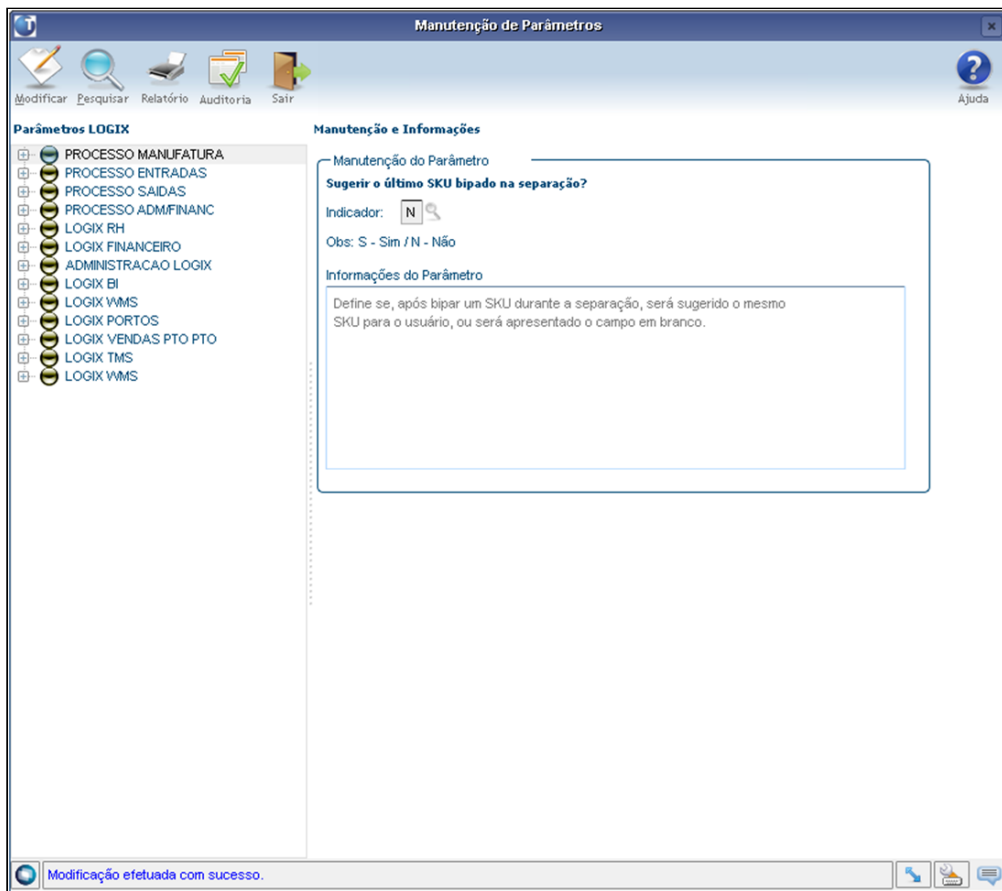 Manutenção de Parâmetros
Modificar Pesquisar Relatório Auditoria Sair Ajuda
Parâmetros LOGIX
PROCESSO MANUFATURA
PROCESSO ENTRADAS
PROCESSO SAIDAS
PROCESSO ADM/FINANC
LOGIX RH
LOGIX FINANCEIRO
ADMINISTRACAO LOGIX
LOGIX BI
LOGIX WMS
LOGIX PORTOS
LOGIX VENDAS PTO PTO
LOGIX TMS
LOGIX WMS
Manutenção e Informações
Manutenção do Parâmetro
Sugerir o último SKU bipado na separação?
Indicador: N
Obs: S - Sim / N - Não
Informações do Parâmetro
Define se, após bipar um SKU durante a separação, será sugerido o mesmo
SKU para o usuário, ou será apresentado o campo em branco.
Modificação efetuada com sucesso.